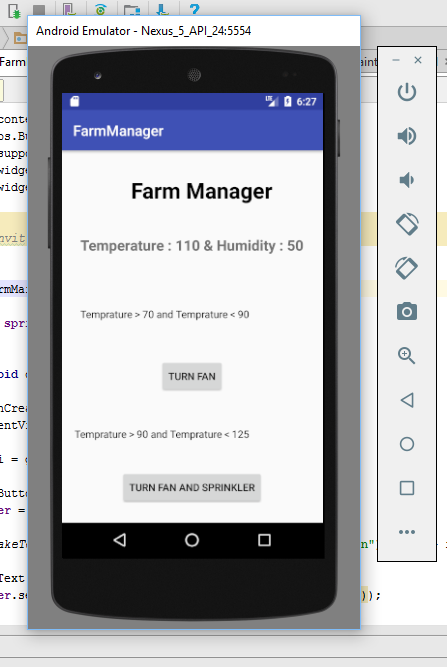 Android Emulator - Nexus_5_API_24:5554
Farm
6:27
FarmManager
Farm Manager
Temperature : 110 & Humidity : 50
Temprature > 70 and Temprature < 90
TURN FAN
Temprature > 90 and Temprature < 125
TURN FAN AND SPRINKLER